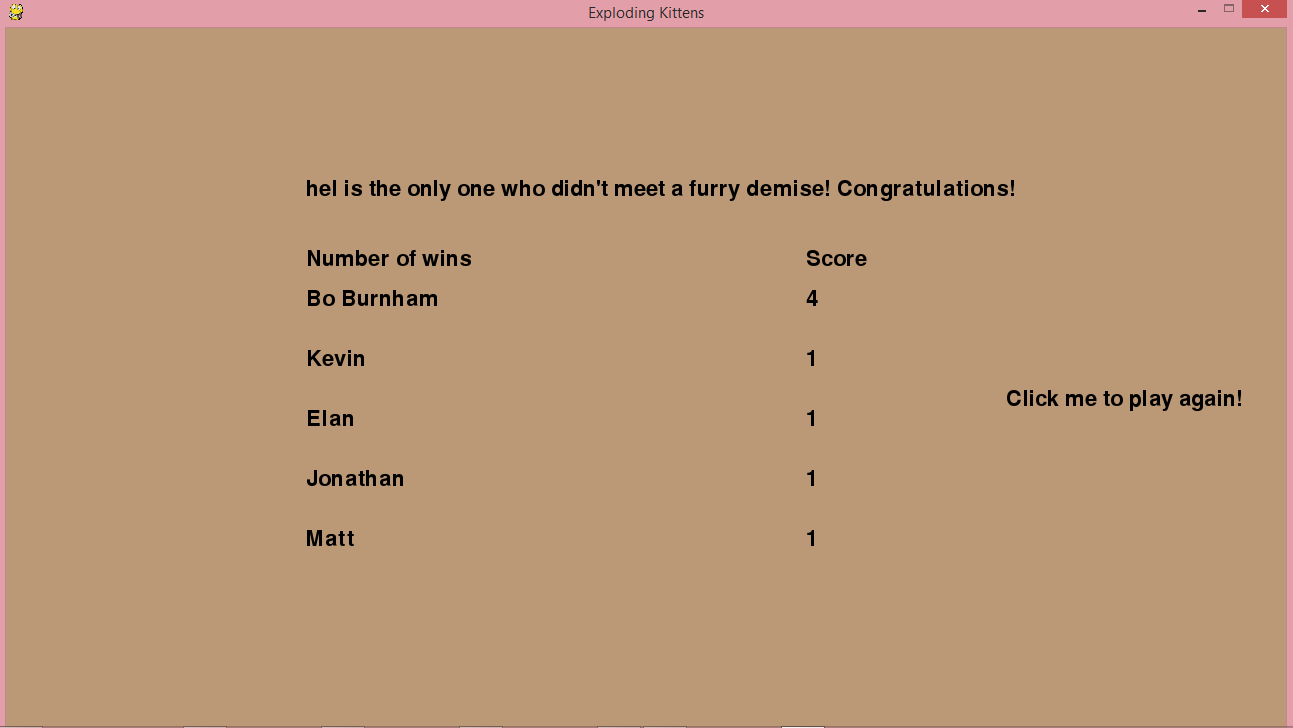 Exploding Kittens
hel is the only one who didn't meet a furry demise! Congratulations!
Number of wins Score
Bo Burnham 4
Kevin 1
Click me to play again!
Elan 1
Jonathan 1
Matt 1